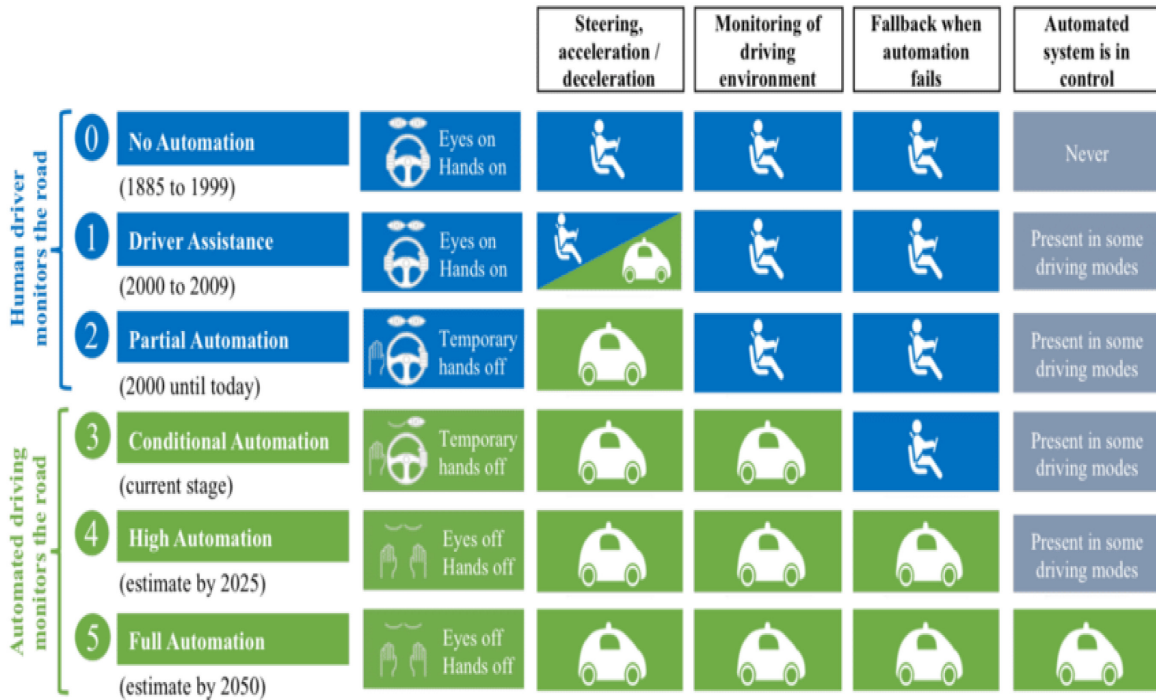 Steering,
acceleration /
deceleration
Monitoring of
driving
environment
Fallback when
automation
fails
Automated
system is in
control
Human driver
monitors the road
0
No Automation
(1885 to 1999)
Eyes on
Hands on
Never
1
Driver Assistance
(2000 to 2009)
Eyes on
Hands on
Present in some
driving modes
2
Partial Automation
(2000 until today)
Temporary
hands off
Present in some
driving modes
Automated driving
monitors the road
3
Conditional Automation
(current stage)
Temporary
hands off
Present in some
driving modes
4
High Automation
(estimate by 2025)
Eyes off
Hands off
Present in some
driving modes
5
Full Automation
(estimate by 2050)
Eyes off
Hands off